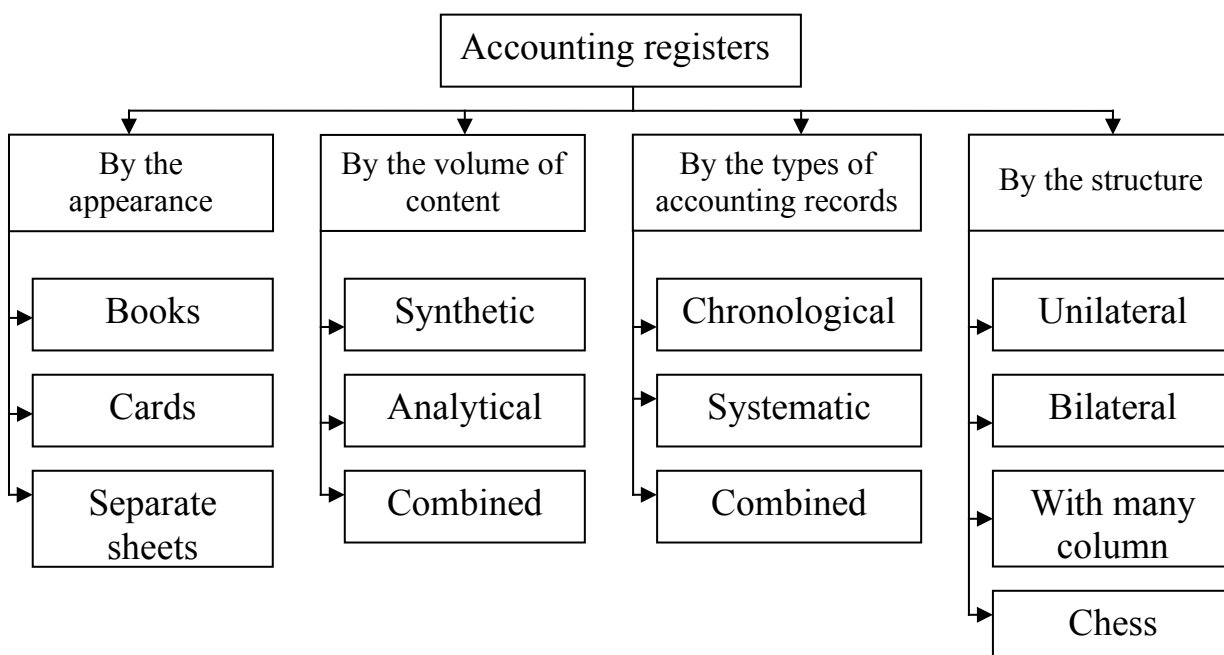 Accounting registers
By the
appearance
By the volume of
content
By the types of
accounting records
By the structure
Books
Synthetic
Chronological
Unilateral
Cards
Analytical
Systematic
Bilateral
Separate
sheets
Combined
Combined
With many
column
Chess